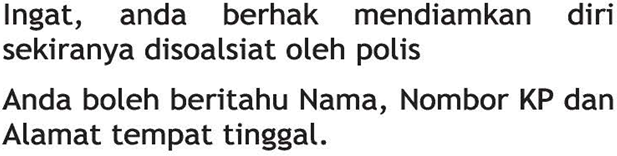 Ingat, anda berhak mendiamkan diri
sekiranya disoalsiat oleh polis
Anda boleh beritahu Nama, Nombor KP dan
Alamat tempat tinggal.